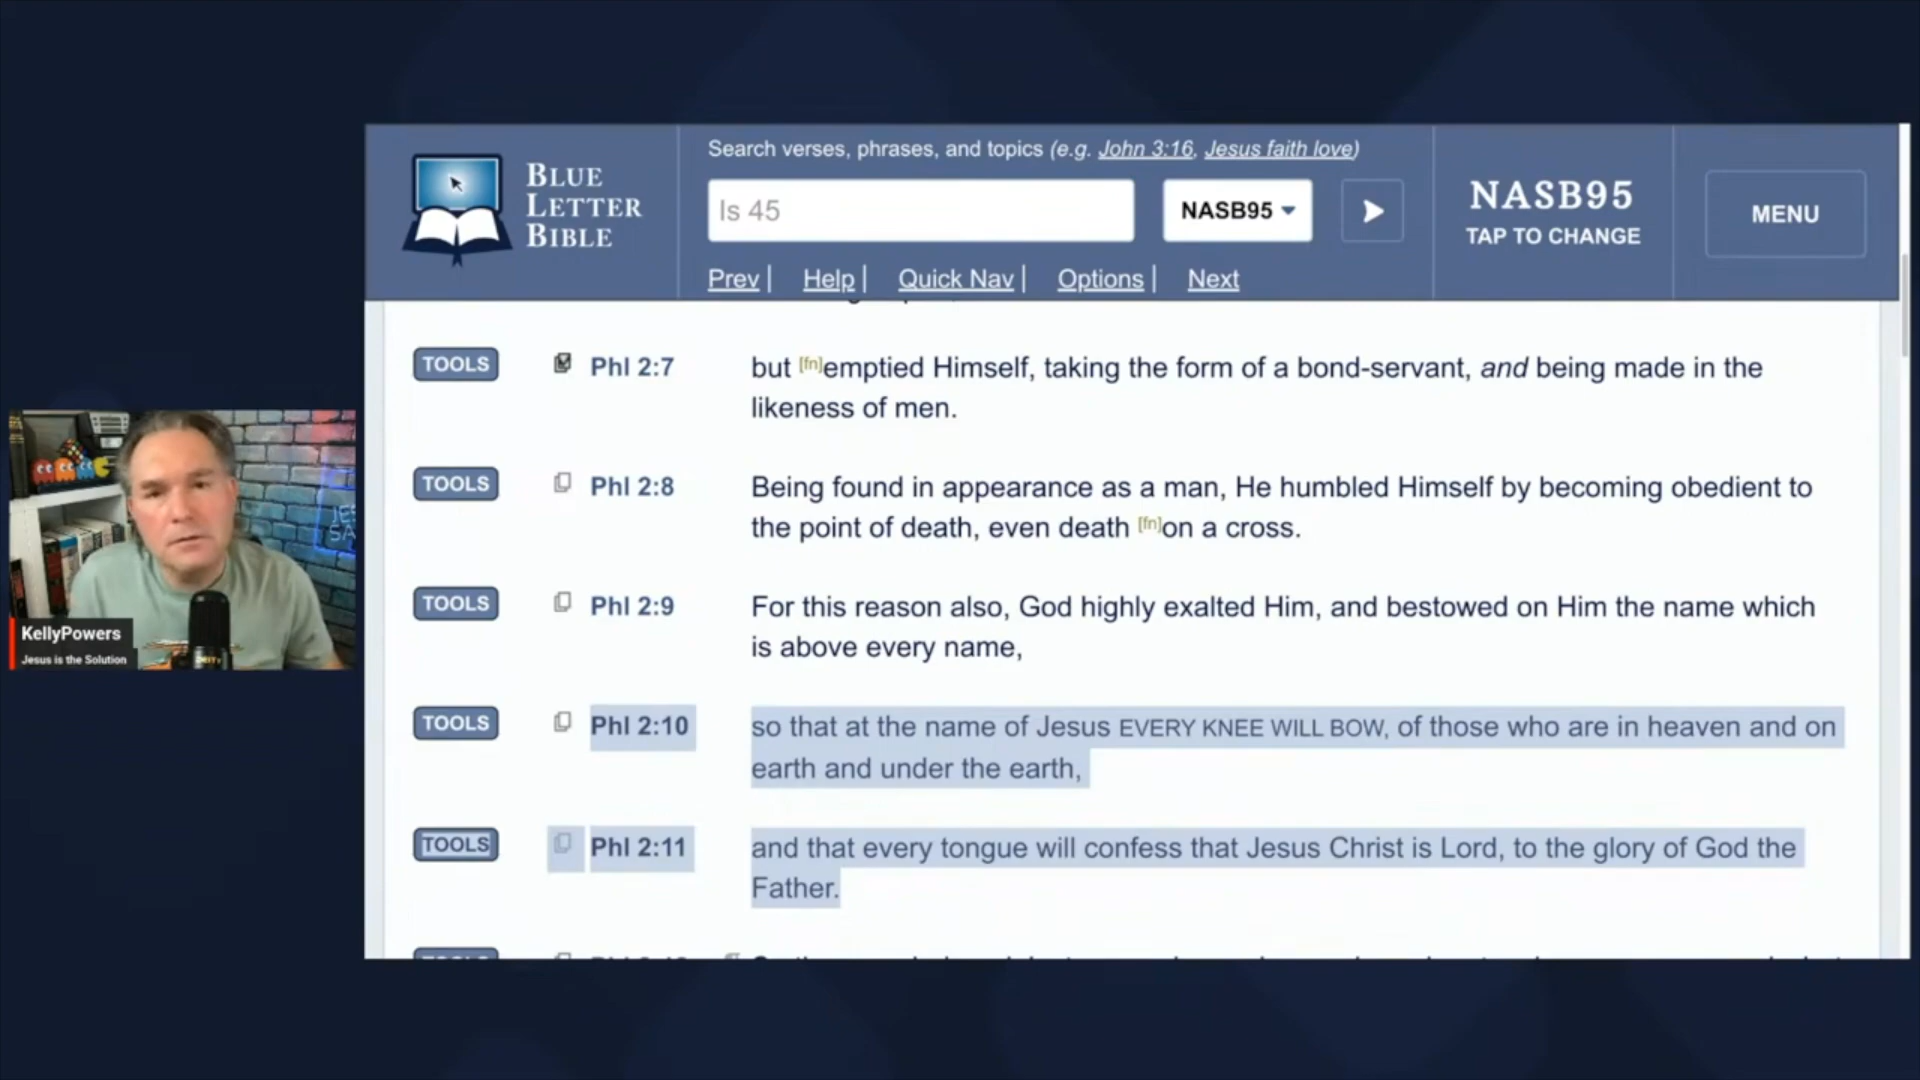 BLUE
LETTER
BIBLE
Search verses, phrases, and topics (e.g. John 3:16, Jesus faith love)
Is 45
NASB95
Prev | Help | Quick Nav | Options | Next
NASB95
TAP TO CHANGE
MENU
TOOLS Phl 2:7 but [fn]emptied Himself, taking the form of a bond-servant, and being made in the
likeness of men.
TOOLS Phl 2:8 Being found in appearance as a man, He humbled Himself by becoming obedient to
the point of death, even death [fn]on a cross.
TOOLS Phl 2:9 For this reason also, God highly exalted Him, and bestowed on Him the name which
is above every name,
TOOLS Phl 2:10 so that at the name of Jesus EVERY KNEE WILL BOW, of those who are in heaven and on
earth and under the earth,
TOOLS Phl 2:11 and that every tongue will confess that Jesus Christ is Lord, to the glory of God the
Father.
KellyPowers
Jesus is the Solution